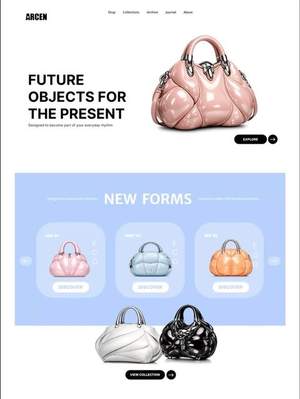 ARCEN
Shop Collections Archive Journal About
FUTURE
OBJECTS FOR
THE PRESENT
Designed to become part of your everyday rhythm
EXPLORE
NEW FORMS
DISCOVER
DISCOVER
DISCOVER
VIEW COLLECTION